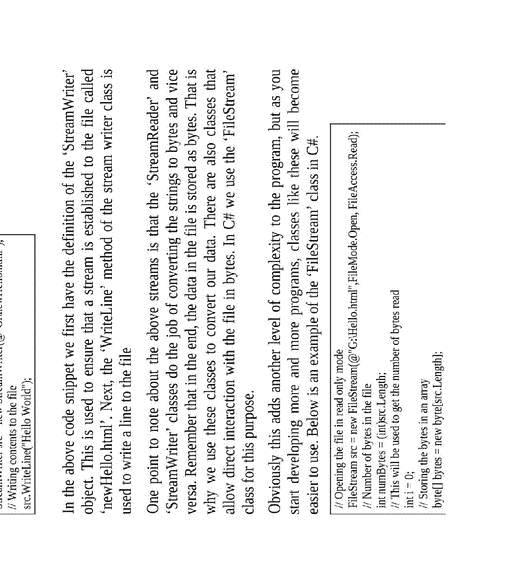 // Writing contents to the file
src.WriteLine("Hello World");
In the above code snippet we first have the definition of the ‘StreamWriter’
object. This is used to ensure that a stream is established to the file called
‘newHello.html’. Next, the ‘WriteLine’ method of the stream writer class is
used to write a line to the file
One point to note about the above streams is that the ‘StreamReader’ and
‘StreamWriter’ classes do the job of converting the strings to bytes and vice
versa. Remember that in the end, the data in the file is stored as bytes. That is
why we use these classes to convert our data. There are also classes that
allow direct interaction with the file in bytes. In C# we use the ‘FileStream’
class for this purpose.
Obviously this adds another level of complexity to the program, but as you
start developing more and more programs, classes like these will become
easier to use. Below is an example of the ‘FileStream’ class in C#.
// Opening the file in read only mode
FileStream src = new FileStream(@"G:\Hello.html",FileMode.Open, FileAccess.Read);
// Number of bytes in the file
int numBytes = (int)src.Length;
// This will be used to get the number of bytes read
int i = 0;
// Storing the bytes in an array
byte[] bytes = new byte[src.Length];